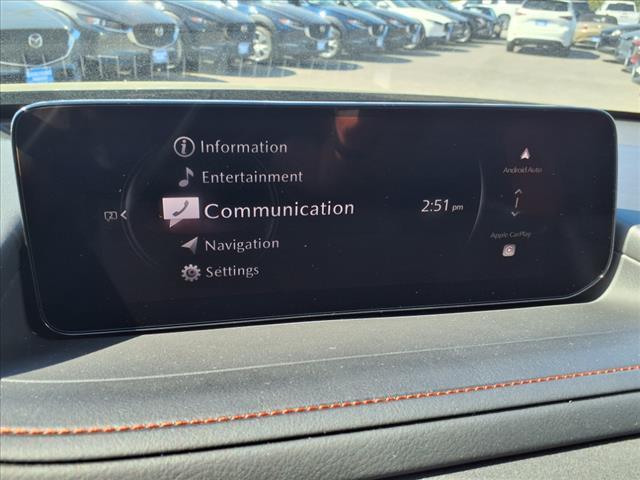 Information
Entertainment
Communication
2:51 pm
Navigation
Settings
Android Auto
Apple CarPlay